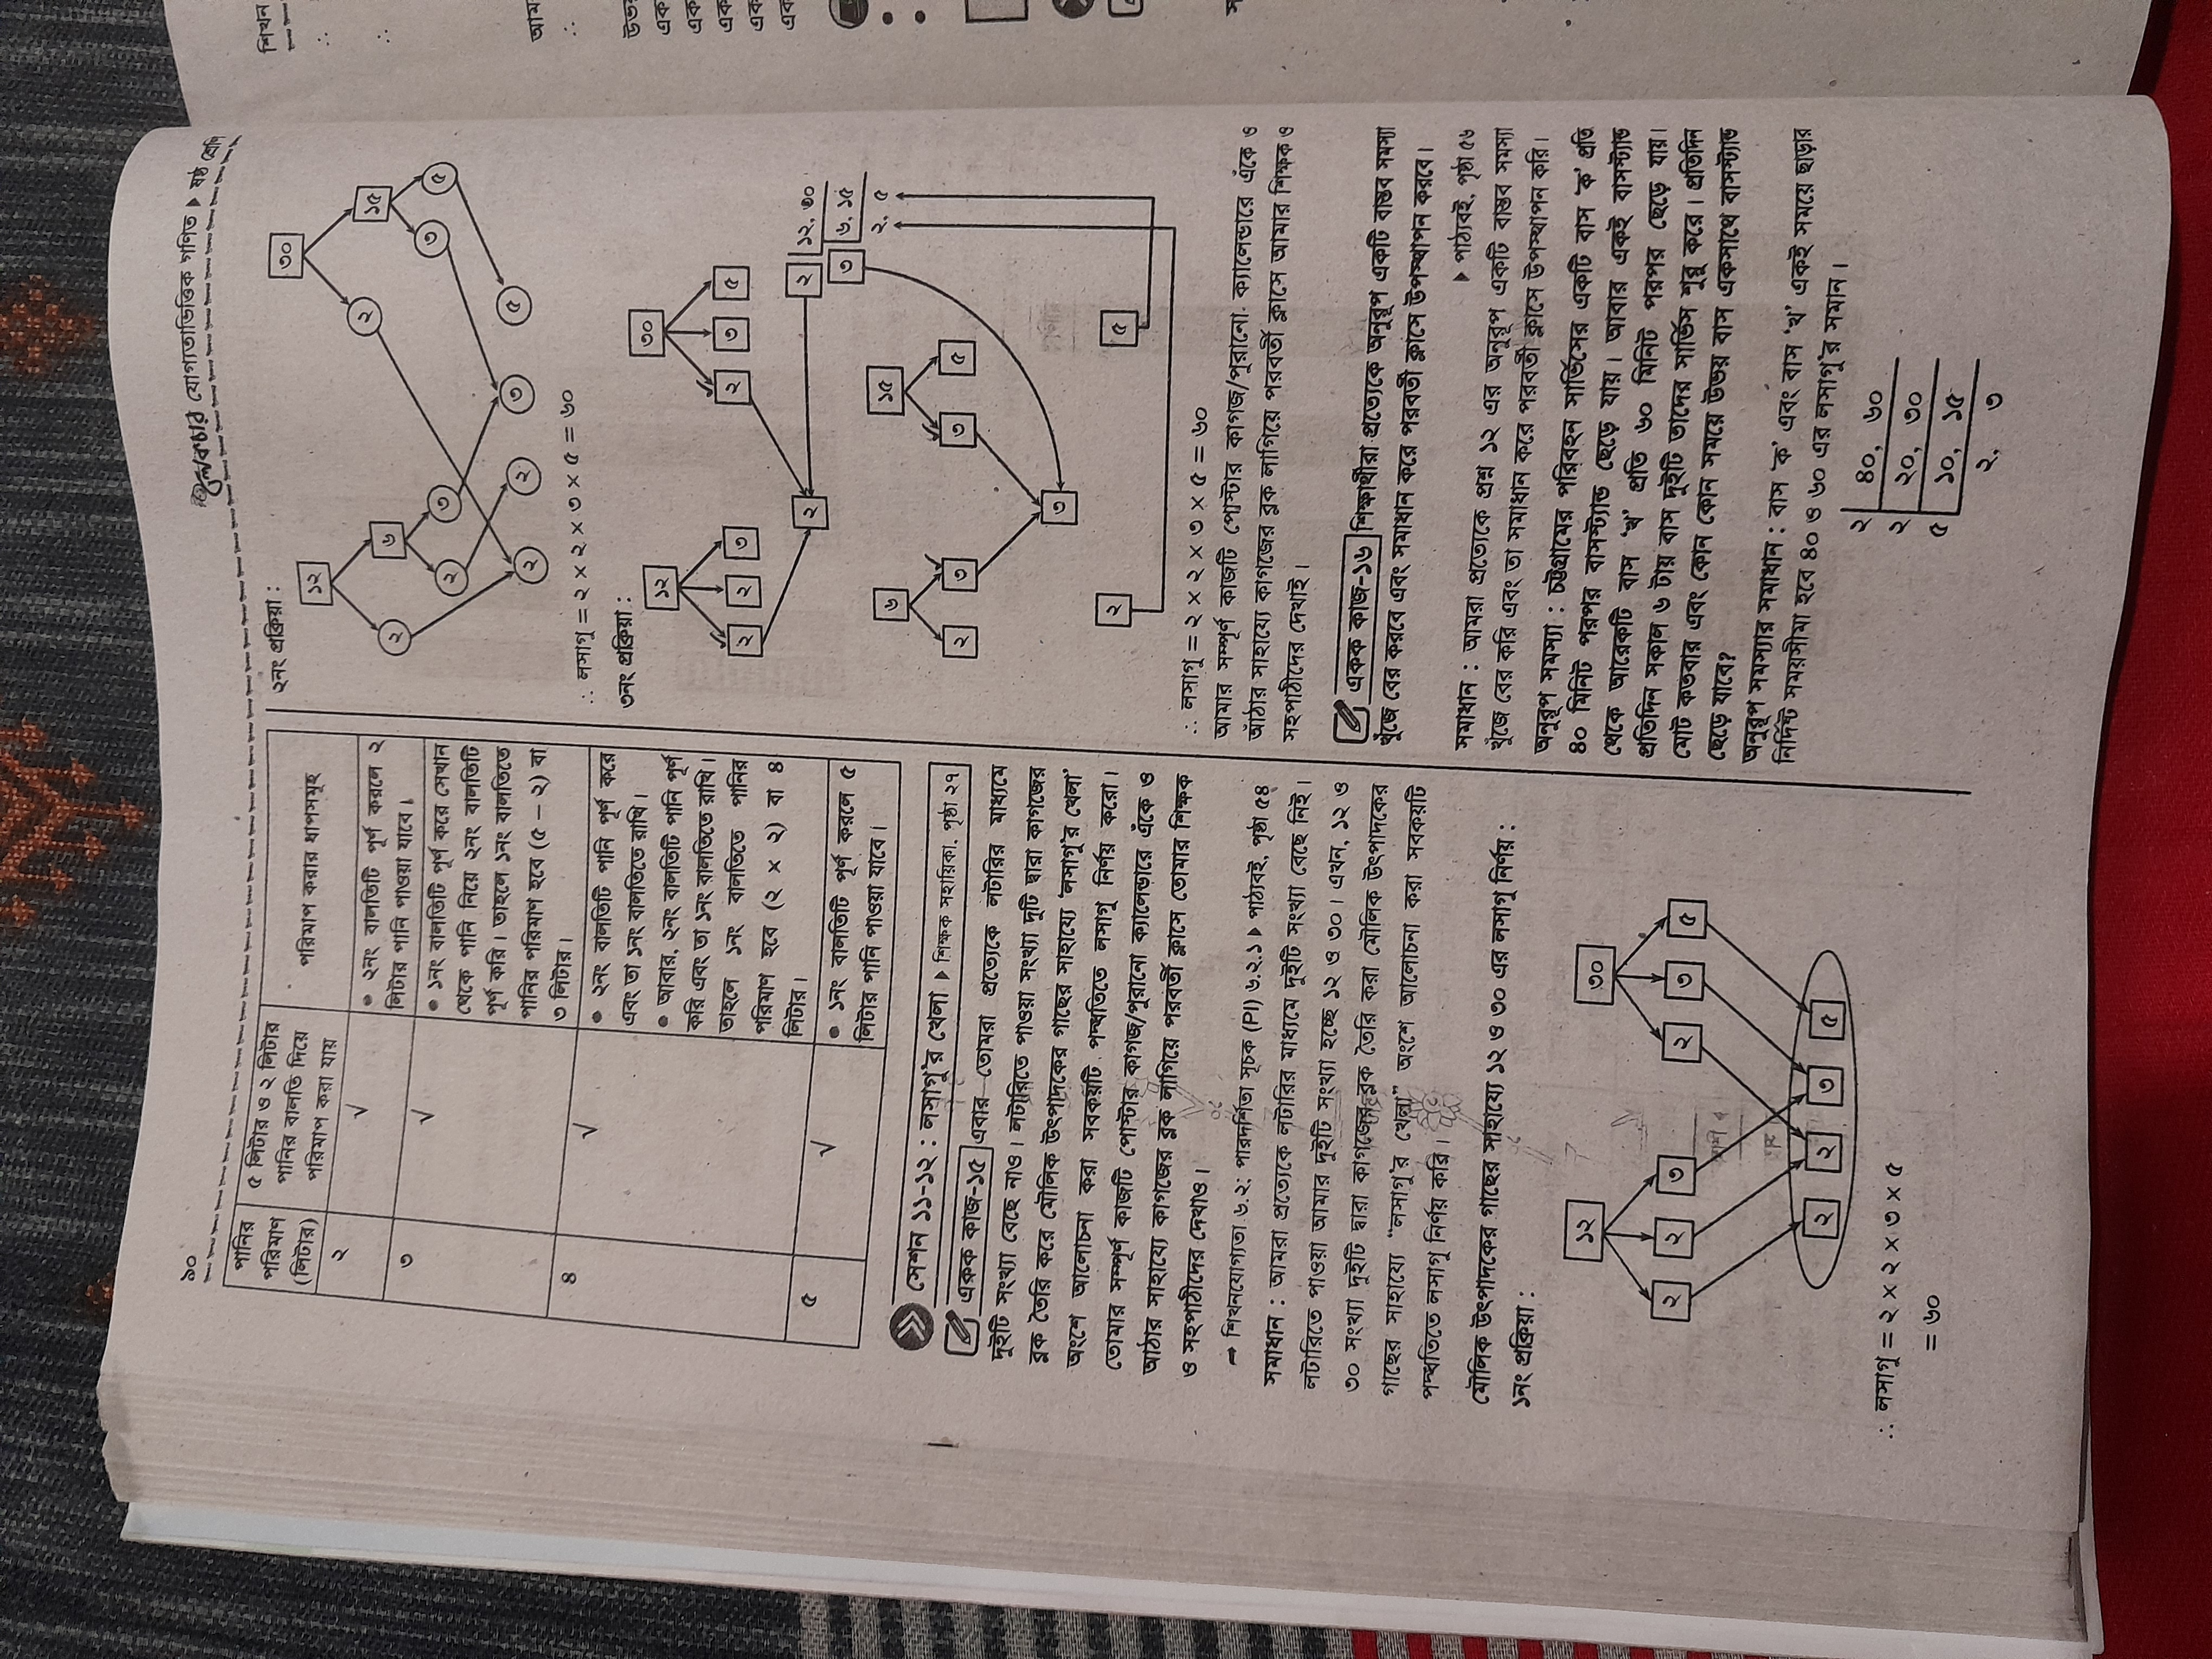 ৯০
লেকচার যোগ্যতাভিত্তিক গণিত ▶ ষষ্ঠ শ্রেণি
পানির
পরিমাণ
(লিটার)
৫ লিটার ও ২ লিটার
পানির বালতি দিয়ে
পরিমাপ করা যায়
পরিমাপ করার ধাপসমূহ
২
√
● ২নং বালতিটি পূর্ণ করলে ২
লিটার পানি পাওয়া যাবে।
৩
√
● ১নং বালতিটি পূর্ণ করে সেখান
থেকে পানি নিয়ে ২নং বালতিটি
পূর্ণ করি। তাহলে ১নং বালতিতে
পানির পরিমাণ হবে (৫ – ২) বা
৩ লিটার।
৪
√
● ২নং বালতিটি পানি পূর্ণ করে
এবং তা ১নং বালতিতে রাখি।
● আবার, ২নং বালতিটি পানি পূর্ণ
করি এবং তা ১নং বালতিতে রাখি।
তাহলে ১নং বালতিতে পানির
পরিমাণ হবে (২ × ২) বা ৪
লিটার।
৫
√
● ১নং বালতিটি পূর্ণ করলে ৫
লিটার পানি পাওয়া যাবে।
সেশন ১১-১২ : লসাগু'র খেলা ▶ শিক্ষক সহায়িকা, পৃষ্ঠা ২৭
একক কাজ-১৫ এবার তোমরা প্রত্যেকে লটারির মাধ্যমে
দুইটি সংখ্যা বেছে নাও। লটারিতে পাওয়া সংখ্যা দুটি দ্বারা কাগজের
ব্লক তৈরি করে মৌলিক উৎপাদকের গাছের সাহায্যে 'লসাগু'র খেলা'
অংশে আলোচনা করা সবকয়টি পদ্ধতিতে লসাগু নির্ণয় করো।
তোমার সম্পূর্ণ কাজটি পোস্টার কাগজ/পুরানো ক্যালেন্ডারে এঁকে ও
আঠার সাহায্যে কাগজের ব্লক লাগিয়ে পরবর্তী ক্লাসে তোমার শিক্ষক
ও সহপাঠীদের দেখাও।
➡ শিখনযোগ্যতা ৬.২; পারদর্শিতা সূচক (PI) ৬.২.১ ▶ পাঠ্যবই, পৃষ্ঠা ৫৪
সমাধান : আমরা প্রত্যেকে লটারির মাধ্যমে দুইটি সংখ্যা বেছে নিই।
লটারিতে পাওয়া আমার দুইটি সংখ্যা হচ্ছে ১২ ও ৩০। এখন, ১২ ও
৩০ সংখ্যা দুইটি দ্বারা কাগজের ব্লক তৈরি করা মৌলিক উৎপাদকের
গাছের সাহায্যে “লসাগু'র খেলা” অংশে আলোচনা করা সবকয়টি
পদ্ধতিতে লসাগু নির্ণয় করি।
মৌলিক উৎপাদকের গাছের সাহায্যে ১২ ও ৩০ এর লসাগু নির্ণয় :
১নং প্রক্রিয়া :
১২ ৩০
২ ২ ৩ ২ ৩ ৫
২ ২ ৩ ৫
∴ লসাগু = ২ × ২ × ৩ × ৫
= ৬০
২নং প্রক্রিয়া :
১২ ৩০
২ ৬ ২ ১৫
২ ৩ ৩ ৫
২ ২ ৩ ৫
∴ লসাগু = ২ × ২ × ৩ × ৫ = ৬০
৩নং প্রক্রিয়া :
১২ ৩০
২ ২ ৩ ২ ৩ ৫
২ ২ ১২, ৩০
৩ ৬, ১৫
২, ৫
৬ ১৫
২ ৩ ৩ ৫
৩
২ ৫
∴ লসাগু = ২ × ২ × ৩ × ৫ = ৬০
আমার সম্পূর্ণ কাজটি পোস্টার কাগজ/পুরানো ক্যালেন্ডারে এঁকে ও
আঁঠার সাহায্যে কাগজের ব্লক লাগিয়ে পরবর্তী ক্লাসে আমার শিক্ষক ও
সহপাঠীদের দেখাই।
একক কাজ-১৬ শিক্ষার্থীরা প্রত্যেকে অনুরূপ একটি বাস্তব সমস্যা
খুঁজে বের করবে এবং সমাধান করে পরবর্তী ক্লাসে উপস্থাপন করবে।
▶ পাঠ্যবই, পৃষ্ঠা ৫৬
সমাধান : আমরা প্রত্যেকে প্রশ্ন ১২ এর অনুরূপ একটি বাস্তব সমস্যা
খুঁজে বের করি এবং তা সমাধান করে পরবর্তী ক্লাসে উপস্থাপন করি।
অনুরূপ সমস্যা : চট্টগ্রামের পরিবহন সার্ভিসের একটি বাস 'ক' প্রতি
৪০ মিনিট পরপর বাসস্ট্যান্ড ছেড়ে যায়। আবার একই বাসস্ট্যান্ড
থেকে আরেকটি বাস 'খ' প্রতি ৬০ মিনিট পরপর ছেড়ে যায়।
প্রতিদিন সকাল ৬ টায় বাস দুইটি তাদের সার্ভিস শুরু করে। প্রতিদিন
মোট কতবার এবং কোন কোন সময়ে উভয় বাস একসাথে বাসস্ট্যান্ড
ছেড়ে যাবে?
অনুরূপ সমস্যার সমাধান : বাস 'ক' এবং বাস 'খ' একই সময়ে ছাড়ার
নির্দিষ্ট সময়সীমা হবে ৪০ ও ৬০ এর লসাগু'র সমান।
২ ৪০, ৬০
২ ২০, ৩০
৫ ১০, ১৫
২, ৩
শিখন
∴
∴
আম
∴
উভ
এক
এক
এক
এক
এক